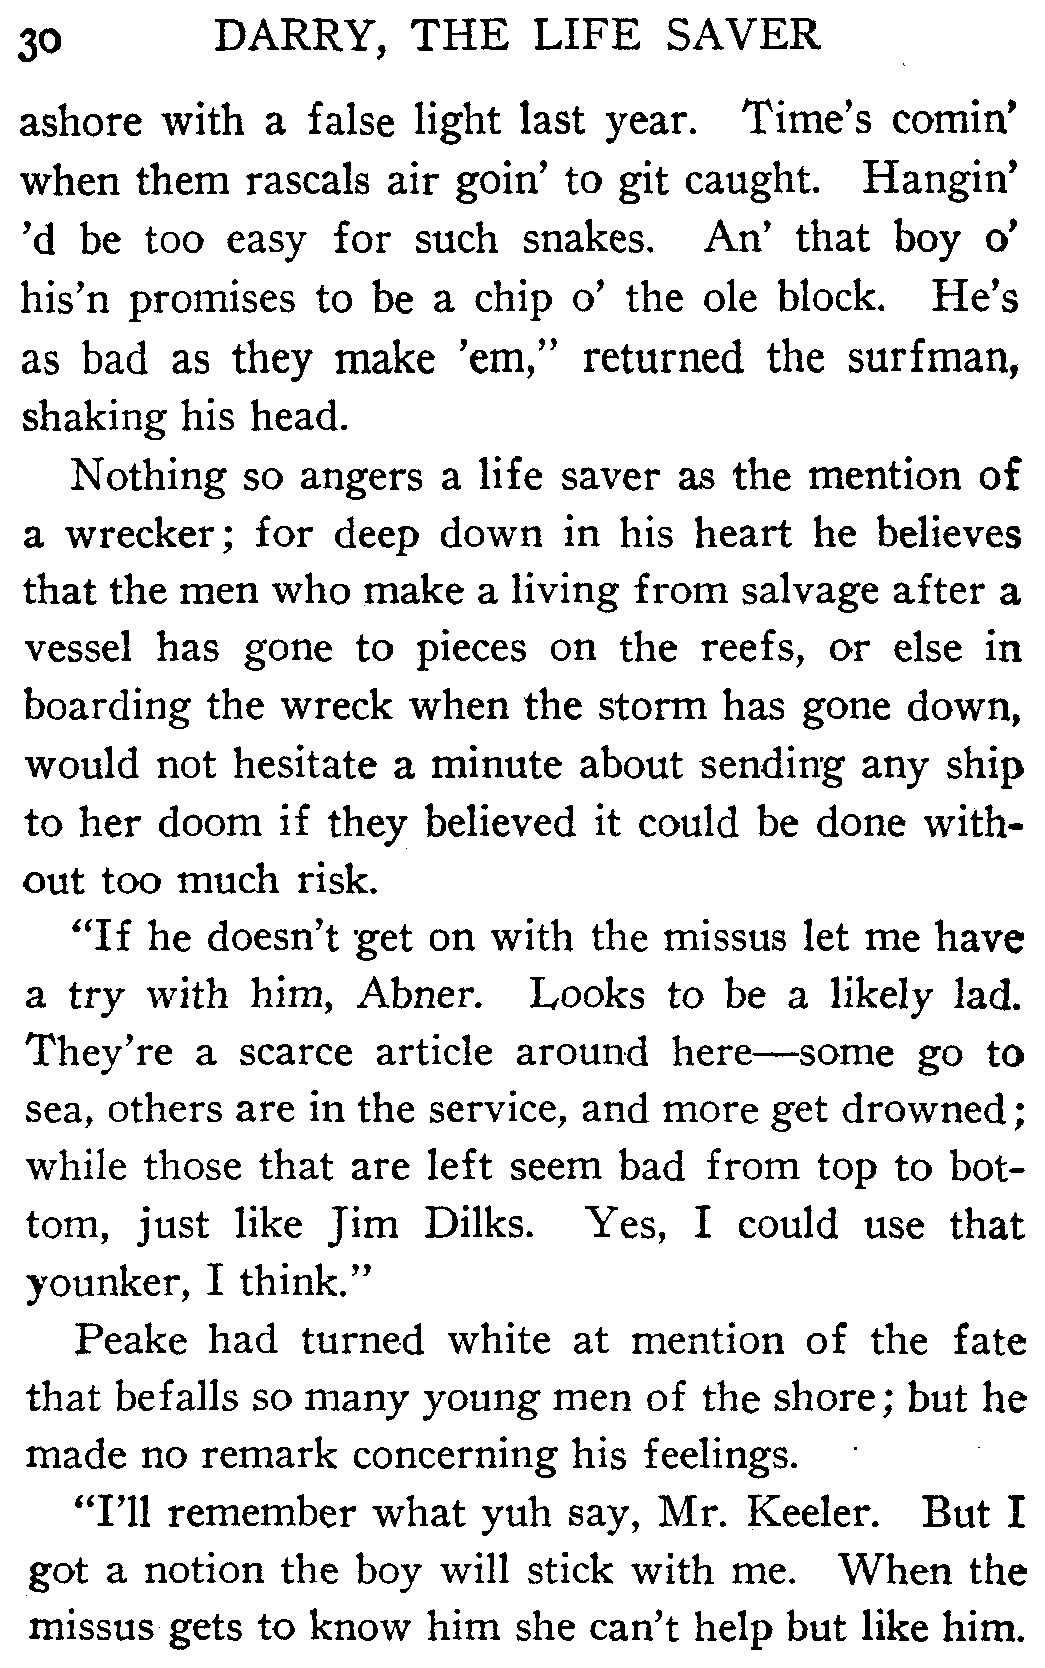 30 DARRY, THE LIFE SAVER
ashore with a false light last year. Time's comin'
when them rascals air goin' to git caught. Hangin'
'd be too easy for such snakes. An' that boy o'
his'n promises to be a chip o' the ole block. He's
as bad as they make 'em," returned the surfman,
shaking his head.
Nothing so angers a life saver as the mention of
a wrecker; for deep down in his heart he believes
that the men who make a living from salvage after a
vessel has gone to pieces on the reefs, or else in
boarding the wreck when the storm has gone down,
would not hesitate a minute about sending any ship
to her doom if they believed it could be done with-
out too much risk.
"If he doesn't get on with the missus let me have
a try with him, Abner. Looks to be a likely lad.
They're a scarce article around here—some go to
sea, others are in the service, and more get drowned;
while those that are left seem bad from top to bot-
tom, just like Jim Dilks. Yes, I could use that
younker, I think."
Peake had turned white at mention of the fate
that befalls so many young men of the shore; but he
made no remark concerning his feelings.
"I'll remember what yuh say, Mr. Keeler. But I
got a notion the boy will stick with me. When the
missus gets to know him she can't help but like him.